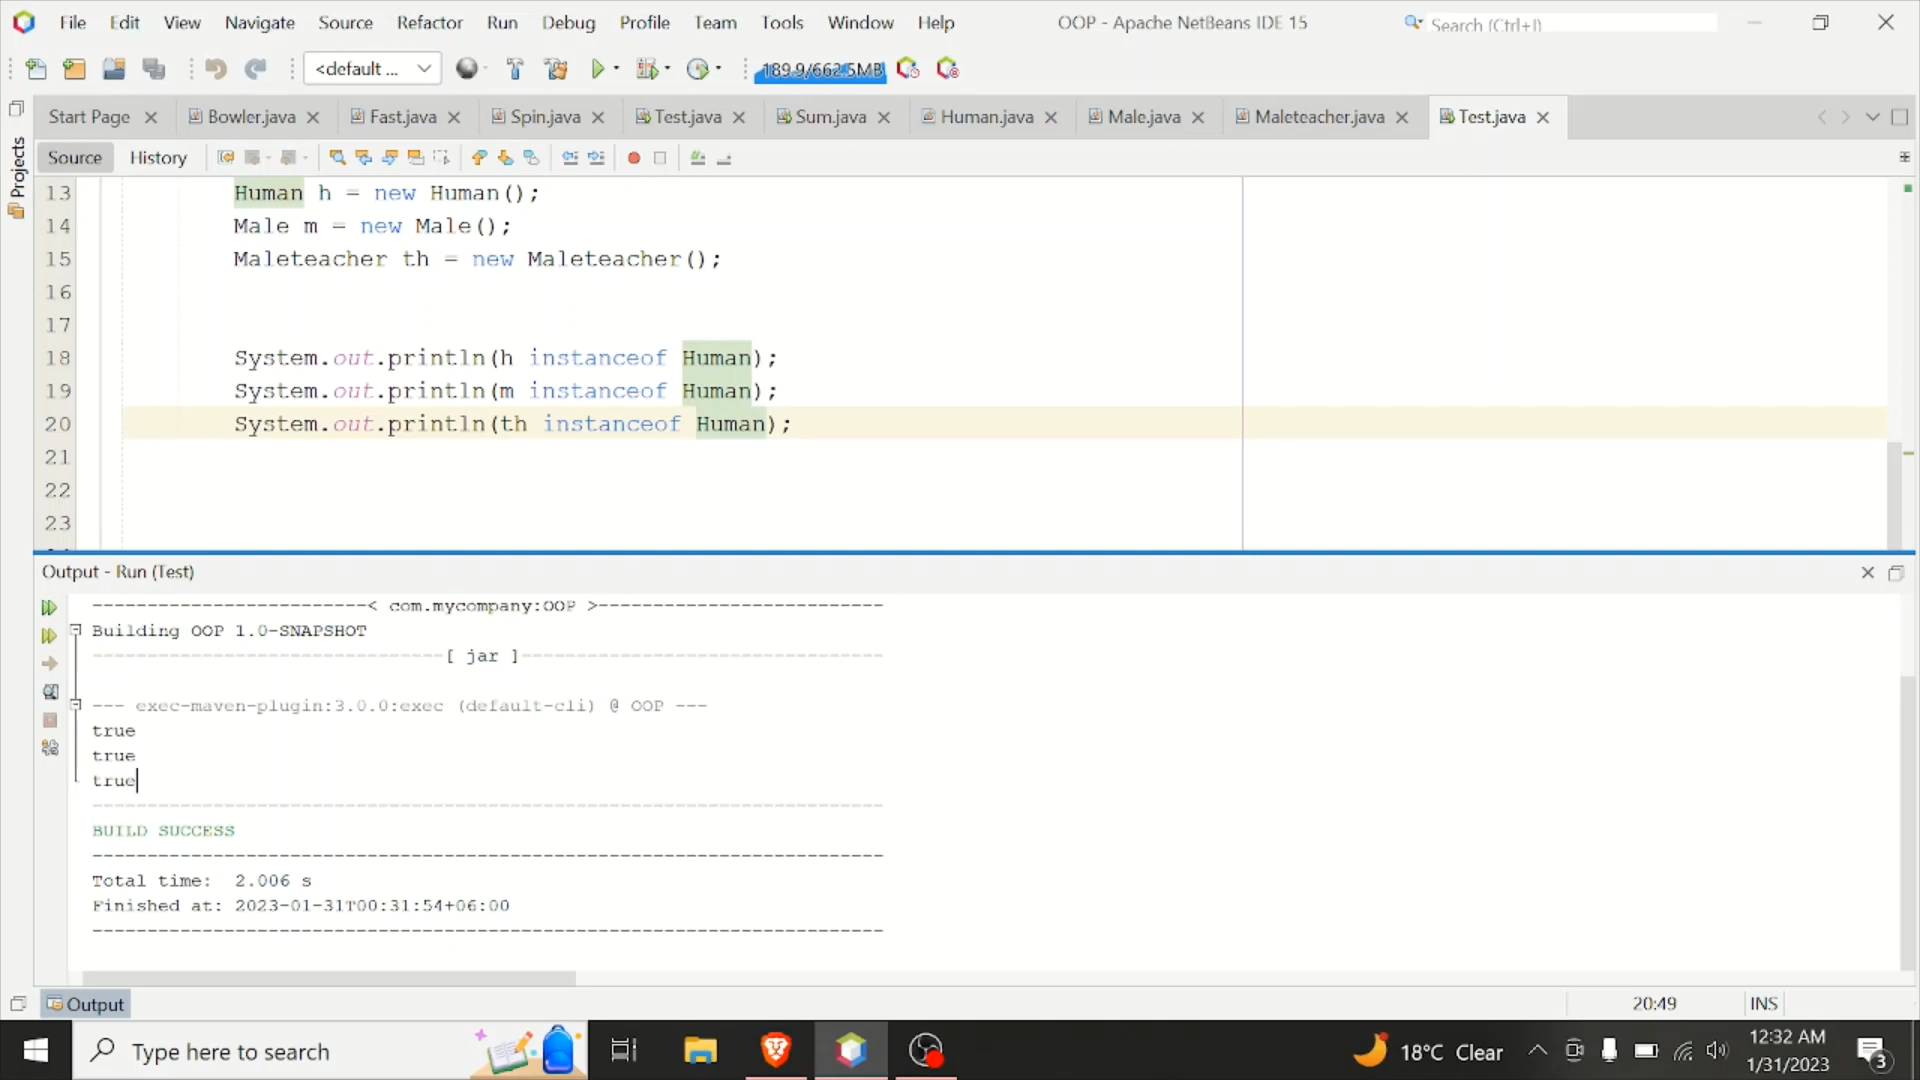 File Edit View Navigate Source Refactor Run Debug Profile Team Tools Window Help OOP - Apache NetBeans IDE 15 Search (Ctrl+I)
<default ... 189.9/662.5MB
Start Page Bowler.java Fast.java Spin.java Test.java Sum.java Human.java Male.java Maleteacher.java Test.java
Projects
Source History
13 Human h = new Human();
14 Male m = new Male();
15 Maleteacher th = new Maleteacher();
16
17
18 System.out.println(h instanceof Human);
19 System.out.println(m instanceof Human);
20 System.out.println(th instanceof Human);
21
22
23
Output - Run (Test)
-------------------------< com.mycompany:OOP >--------------------------
Building OOP 1.0-SNAPSHOT
--------------------------------[ jar ]---------------------------------
--- exec-maven-plugin:3.0.0:exec (default-cli) @ OOP ---
true
true
true
------------------------------------------------------------------------
BUILD SUCCESS
------------------------------------------------------------------------
Total time: 2.006 s
Finished at: 2023-01-31T00:31:54+06:00
------------------------------------------------------------------------
Output 20:49 INS
Type here to search 18°C Clear 12:32 AM
1/31/2023 3